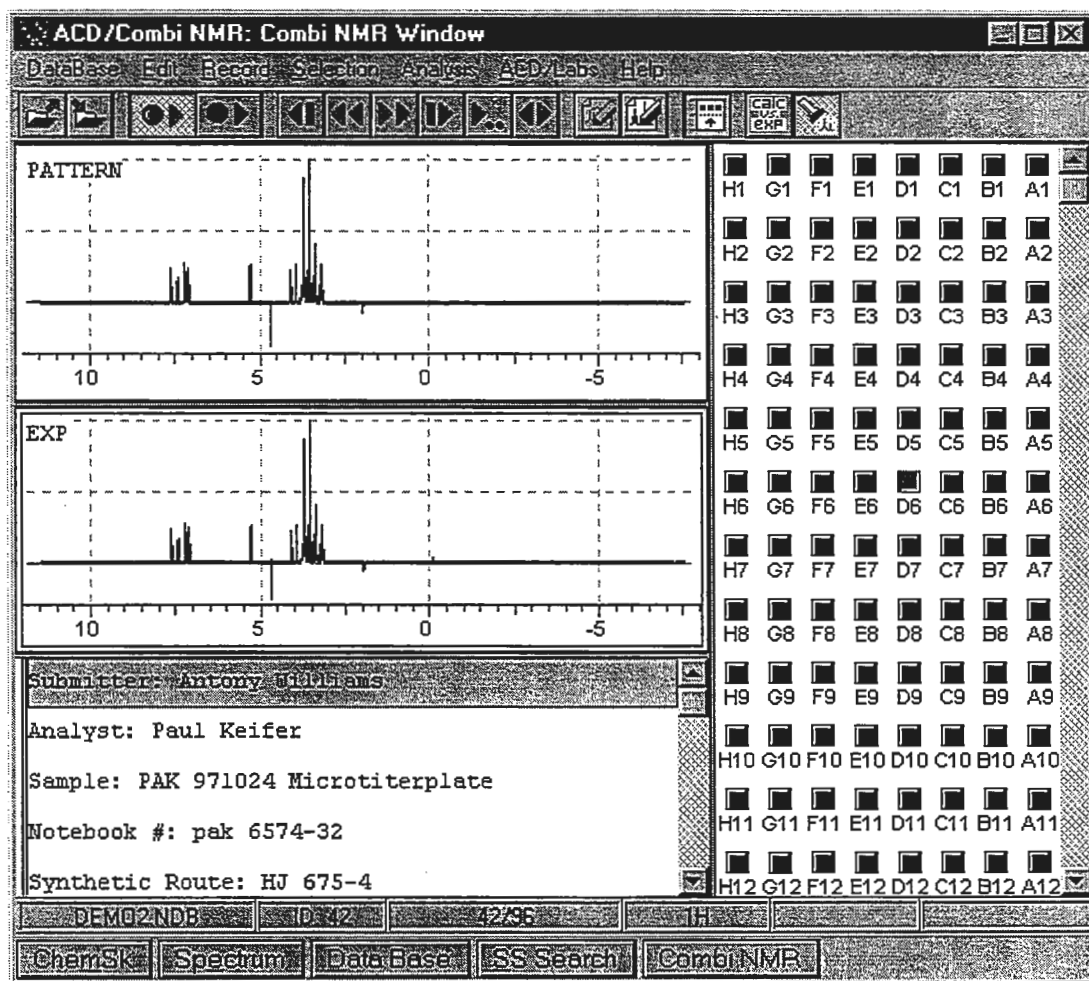 ACD/Combi NMR: Combi NMR Window
DataBase Edit Record Selection Analysis ACD/Labs Help
calc
exp
PATTERN
10 5 0 -5
EXP
10 5 0 -5
Submitter: Antony Williams
Analyst: Paul Keifer
Sample: PAK 971024 Microtiterplate
Notebook #: pak 6574-32
Synthetic Route: HJ 675-4
H1 G1 F1 E1 D1 C1 B1 A1
H2 G2 F2 E2 D2 C2 B2 A2
H3 G3 F3 E3 D3 C3 B3 A3
H4 G4 F4 E4 D4 C4 B4 A4
H5 G5 F5 E5 D5 C5 B5 A5
H6 G6 F6 E6 D6 C6 B6 A6
H7 G7 F7 E7 D7 C7 B7 A7
H8 G8 F8 E8 D8 C8 B8 A8
H9 G9 F9 E9 D9 C9 B9 A9
H10 G10 F10 E10 D10 C10 B10 A10
H11 G11 F11 E11 D11 C11 B11 A11
H12 G12 F12 E12 D12 C12 B12 A12
DEMO2.NDB ID: 42 42/96 1H
ChemSk Spectrum Data Base SS Search Combi NMR